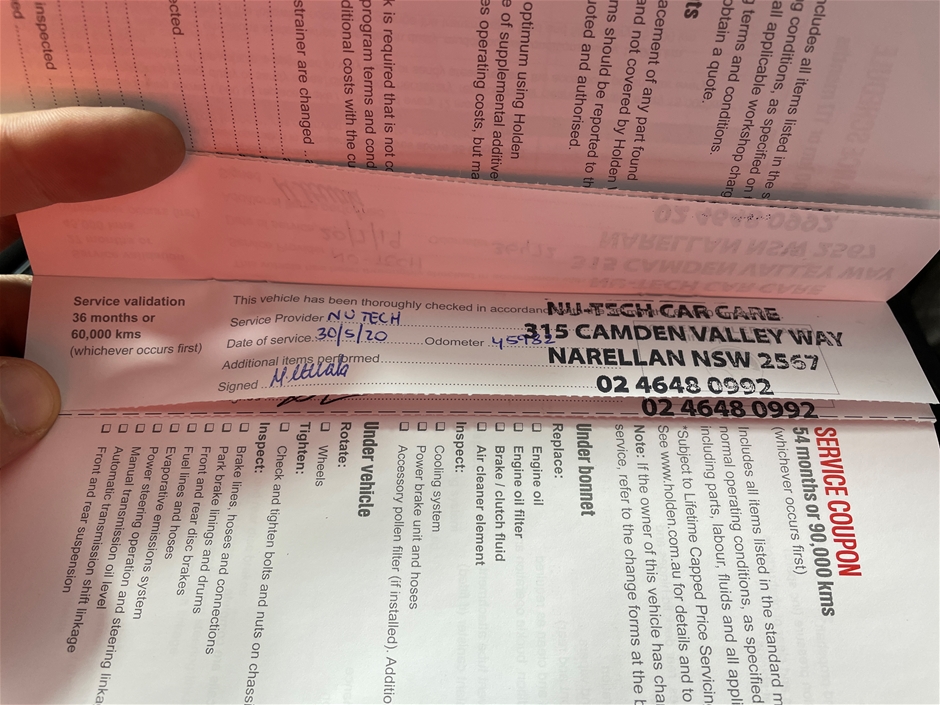 Service validation
36 months or
60,000 kms
(whichever occurs first)
This vehicle has been thoroughly checked in accordanc
Service Provider NU TECH
Date of service 30/5/20 Odometer 45982
Additional items performed
Signed
NU-TECH CAR CARE
315 CAMDEN VALLEY WAY
NARELLAN NSW 2567
02 4648 0992
02 4648 0992
SERVICE COUPON
54 months or 90,000 kms
(whichever occurs first)
Includes all items listed in the standard m
normal operating conditions, as specified
including parts, labour, fluids and all appli
*Subject to Lifetime Capped Price Servicin
See www.holden.com.au for details and to
Note: If the owner of this vehicle has cha
service, refer to the change forms at the b
Under bonnet
Replace:
Engine oil
Engine oil filter
Brake / clutch fluid
Air cleaner element
Inspect:
Cooling system
Power brake unit and hoses
Accessory pollen filter (if installed). Additio
Under vehicle
Rotate:
Wheels
Tighten:
Check and tighten bolts and nuts on chass
Inspect:
Brake lines, hoses and connections
Park brake linings and drums
Front and rear disc brakes
Fuel lines and hoses
Evaporative emissions system
Power steering system
Manual transmission oil level
Automatic transmission operation and steering linka
Front and rear suspension
ncludes all items listed in the s
g conditions, as specified
all applicable workshop charg
g terms and conditions.
obtain a quote.
ts
acement of any part found
and not covered by Holden
ms should be reported to th
uoted and authorised.
optimum using Holden
e of supplemental additive
es operating costs, but ma
k is required that is not co
program terms and cond
ditional costs with the cu
strainer are changed
ected
inspected
ed